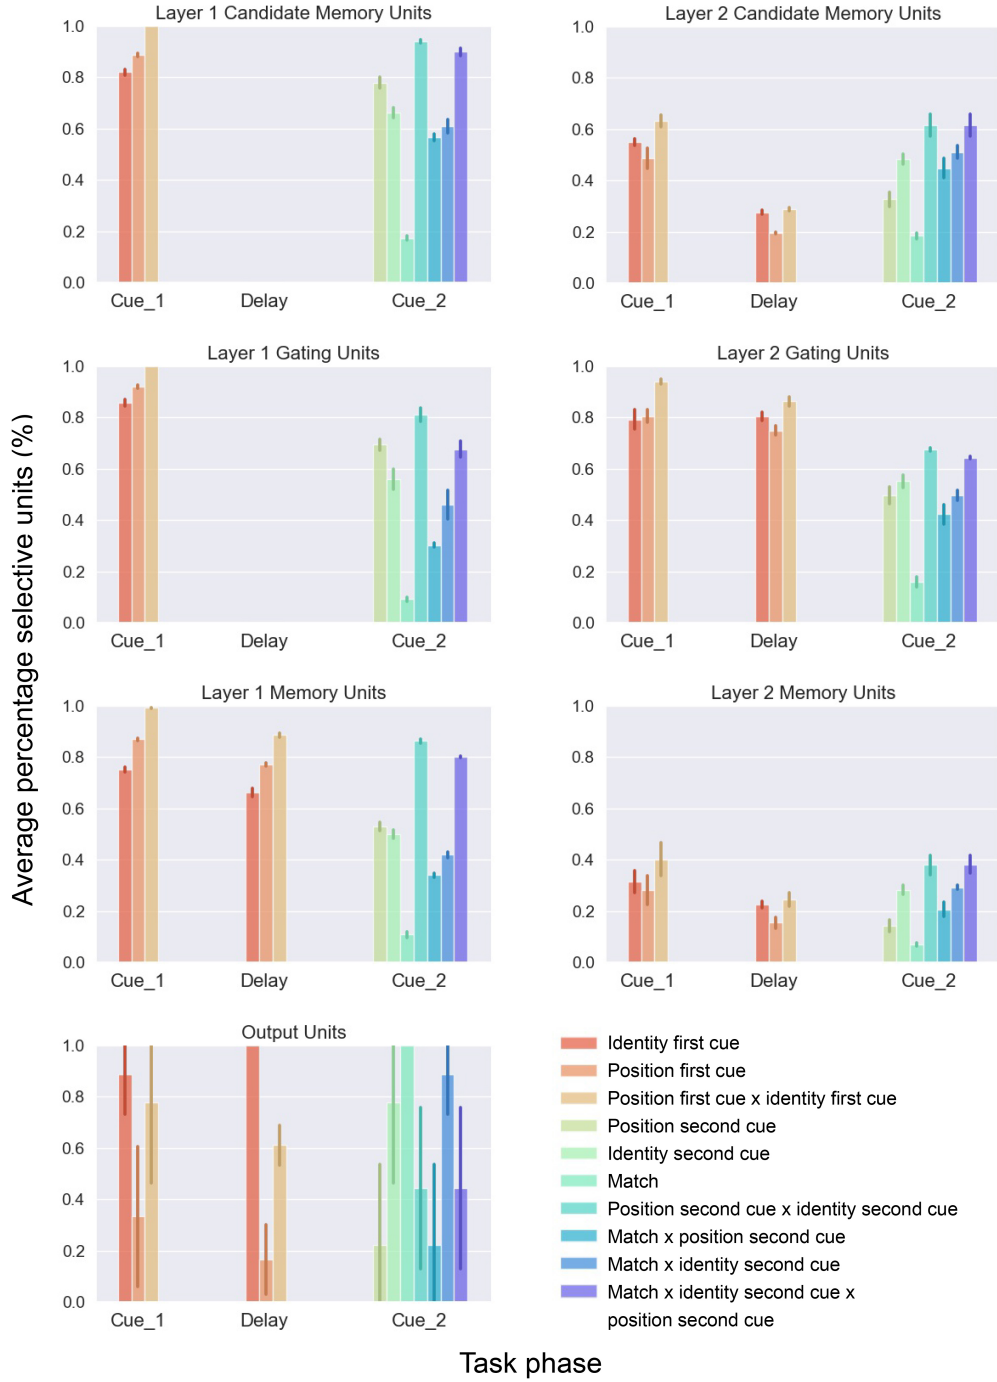 Layer 1 Candidate Memory Units
1.0
0.8
0.6
0.4
0.2
0.0
Cue_1 Delay Cue_2
Layer 2 Candidate Memory Units
1.0
0.8
0.6
0.4
0.2
0.0
Cue_1 Delay Cue_2
Layer 1 Gating Units
1.0
0.8
0.6
0.4
0.2
0.0
Cue_1 Delay Cue_2
Layer 2 Gating Units
1.0
0.8
0.6
0.4
0.2
0.0
Cue_1 Delay Cue_2
Average percentage selective units (%)
Layer 1 Memory Units
1.0
0.8
0.6
0.4
0.2
0.0
Cue_1 Delay Cue_2
Layer 2 Memory Units
1.0
0.8
0.6
0.4
0.2
0.0
Cue_1 Delay Cue_2
Output Units
1.0
0.8
0.6
0.4
0.2
0.0
Cue_1 Delay Cue_2
Identity first cue
Position first cue
Position first cue x identity first cue
Position second cue
Identity second cue
Match
Position second cue x identity second cue
Match x position second cue
Match x identity second cue
Match x identity second cue x
position second cue
Task phase